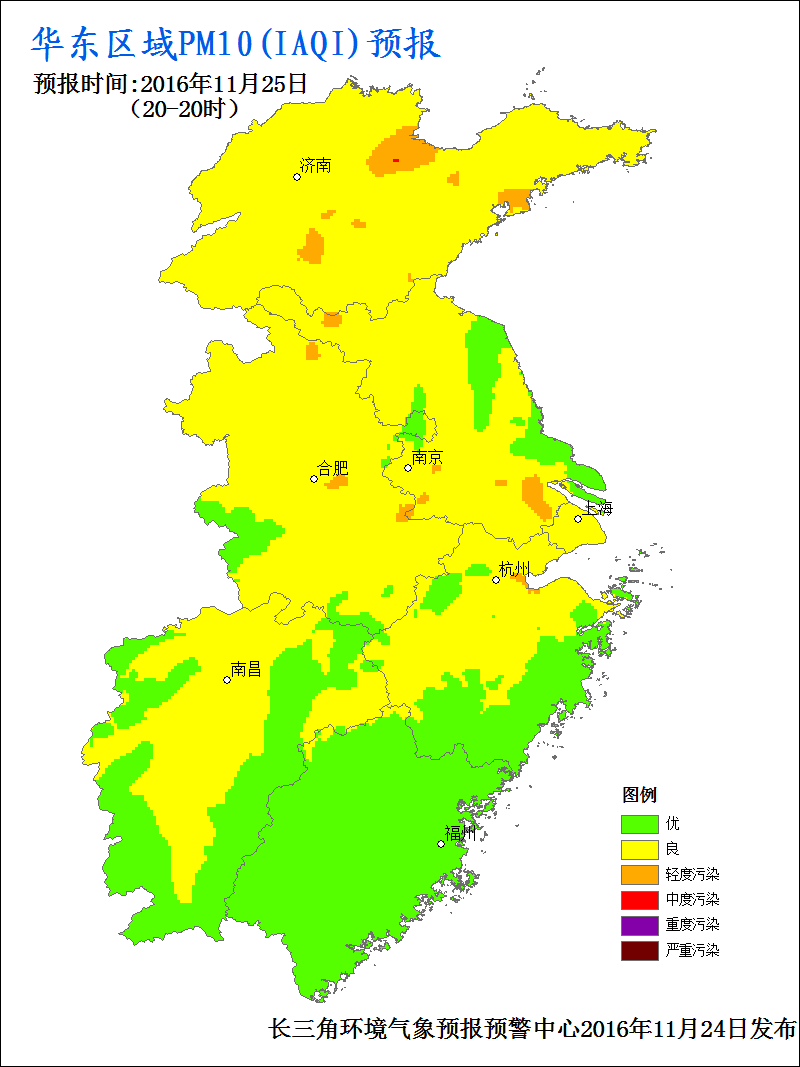 华东区域PM10(IAQI)预报
预报时间:2016年11月25日
(20-20时)
济南
南京
合肥
上海
杭州
南昌
福州
图例
优
良
轻度污染
中度污染
重度污染
严重污染
长三角环境气象预报预警中心2016年11月24日发布